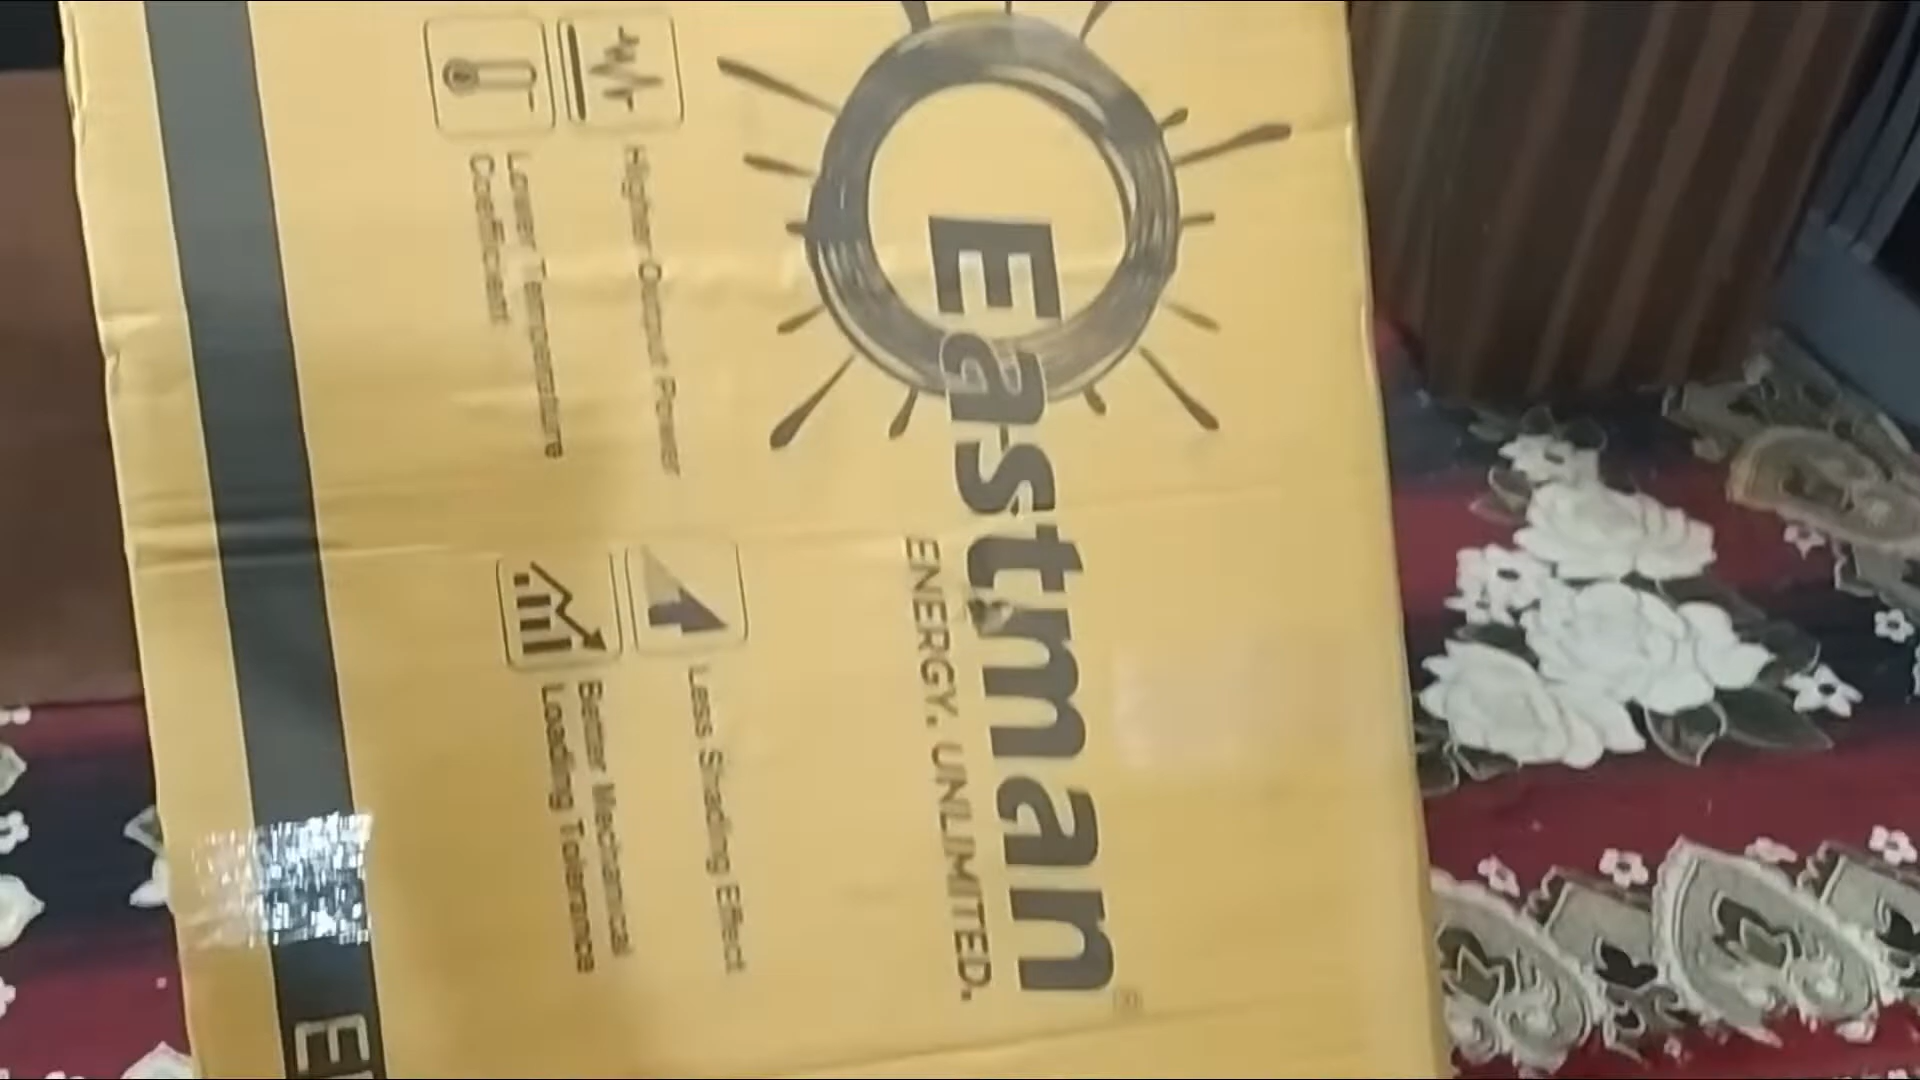 Eastman®
ENERGY. UNLIMITED.
Higher Output Power
Less Shading Effect
Lower Temperature
Coefficient
Better Mechanical
Loading Tolerance